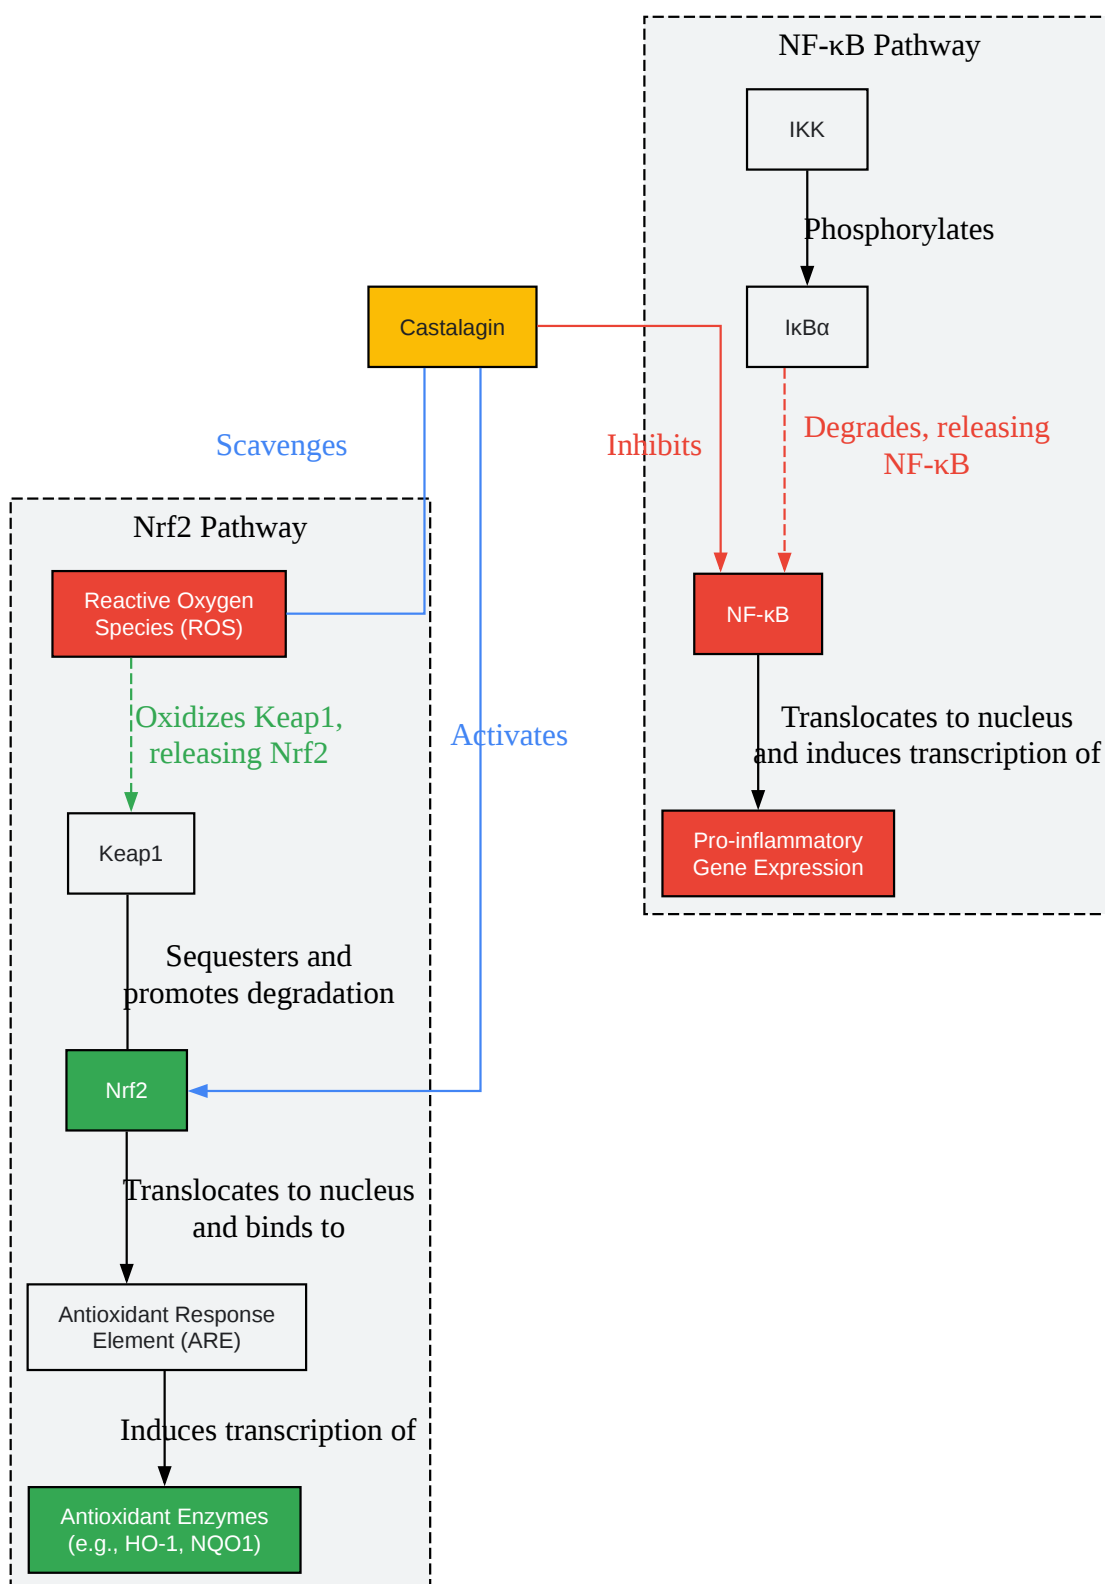 NF-κB Pathway
IKK
Phosphorylates
Castalagin
IκBα
Scavenges
Inhibits
Degrades, releasing
NF-κB
Nrf2 Pathway
Reactive Oxygen
Species (ROS)
NF-κB
Oxidizes Keap1,
releasing Nrf2
Activates
Translocates to nucleus
and induces transcription of
Keap1
Pro-inflammatory
Gene Expression
Sequesters and
promotes degradation
Nrf2
Translocates to nucleus
and binds to
Antioxidant Response
Element (ARE)
Induces transcription of
Antioxidant Enzymes
(e.g., HO-1, NQO1)